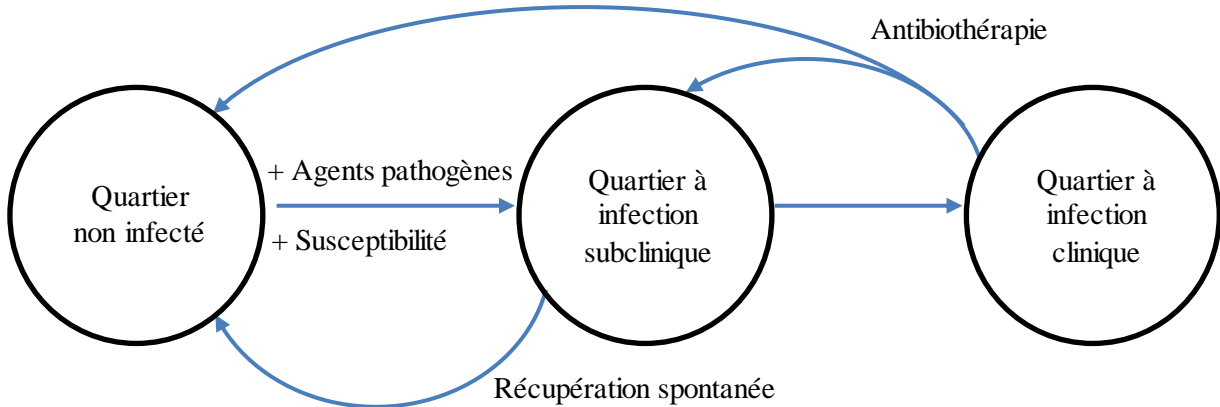 Antibiothérapie
+ Agents pathogènes
+ Susceptibilité
Quartier
non infecté
Quartier à
infection
subclinique
Quartier à
infection
clinique
Récupération spontanée